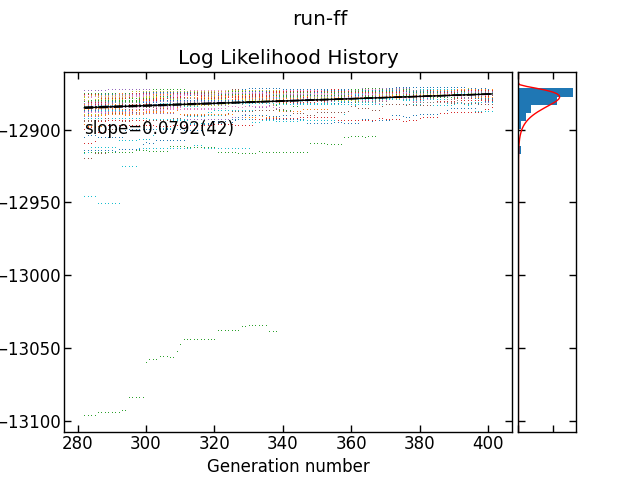 run-ff
Log Likelihood History
slope=0.0792(42)
−12900
−12950
−13000
−13050
−13100
280 300 320 340 360 380 400
Generation number